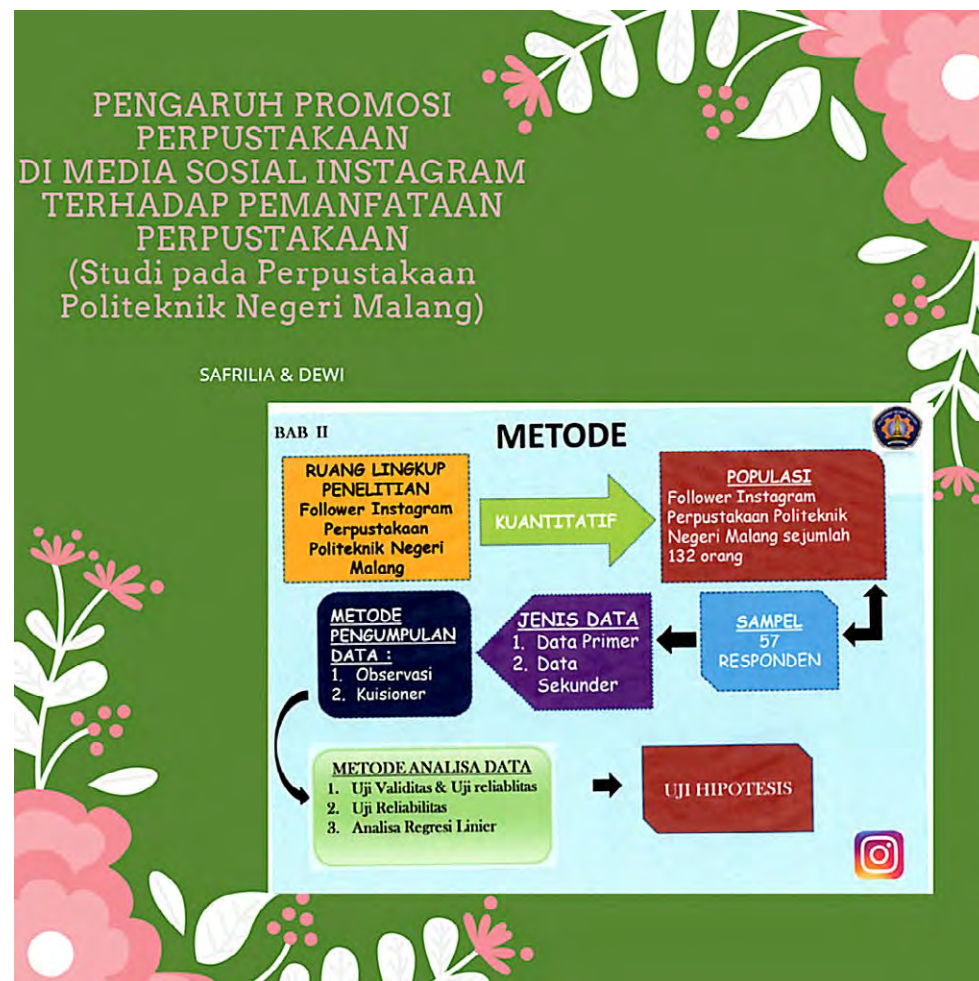 PENGARUH PROMOSI
PERPUSTAKAAN
DI MEDIA SOSIAL INSTAGRAM
TERHADAP PEMANFATAAN
PERPUSTAKAAN
(Studi pada Perpustakaan
Politeknik Negeri Malang)
SAFRILIA & DEWI
BAB II
METODE
RUANG LINGKUP
PENELITIAN
Follower Instagram
Perpustakaan
Politeknik Negeri
Malang
KUANTITATIF
POPULASI
Follower Instagram
Perpustakaan Politeknik
Negeri Malang sejumlah
132 orang
SAMPEL
57
RESPONDEN
JENIS DATA
1. Data Primer
2. Data
Sekunder
METODE
PENGUMPULAN
DATA :
1. Observasi
2. Kuisioner
METODE ANALISA DATA
1. Uji Validitas & Uji reliablitas
2. Uji Reliabilitas
3. Analisa Regresi Linier
UJI HIPOTESIS